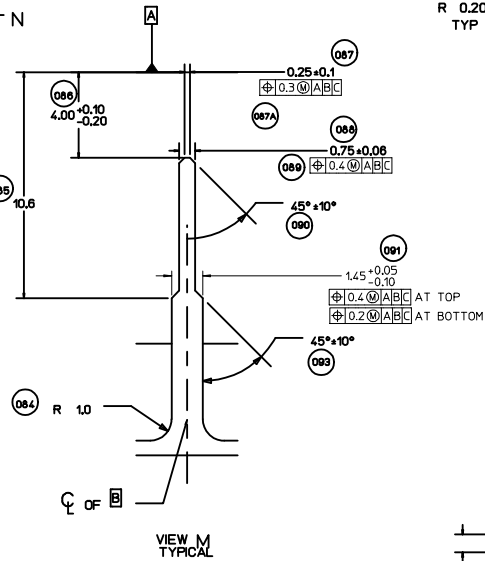 T N
A
R 0.20
TYP
087
0.25±0.1
⌖ 0.3 Ⓜ A B C
086
4.00 +0.10
-0.20
087A
088
0.75±0.06
089
⌖ 0.4 Ⓜ A B C
85
10.6
45° ±10°
090
091
1.45 +0.05
-0.10
⌖ 0.4 Ⓜ A B C AT TOP
⌖ 0.2 Ⓜ A B C AT BOTTOM
45° ±10°
093
084 R 1.0
℄ OF B
VIEW M
TYPICAL